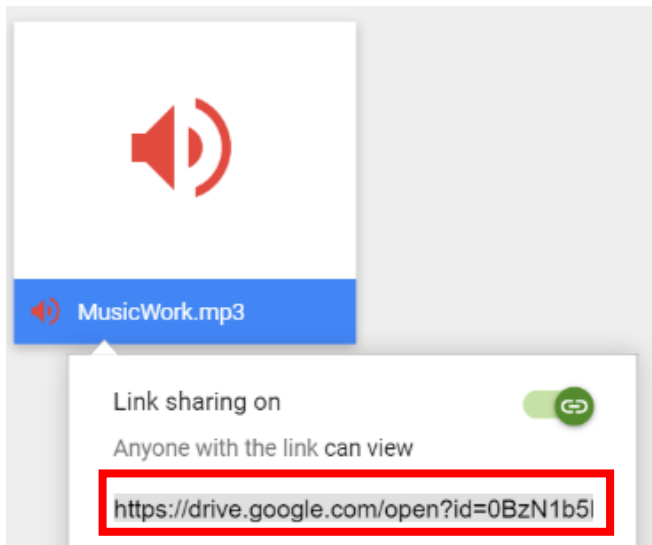 MusicWork.mp3
Link sharing on
Anyone with the link can view
https://drive.google.com/open?id=0BzN1b5